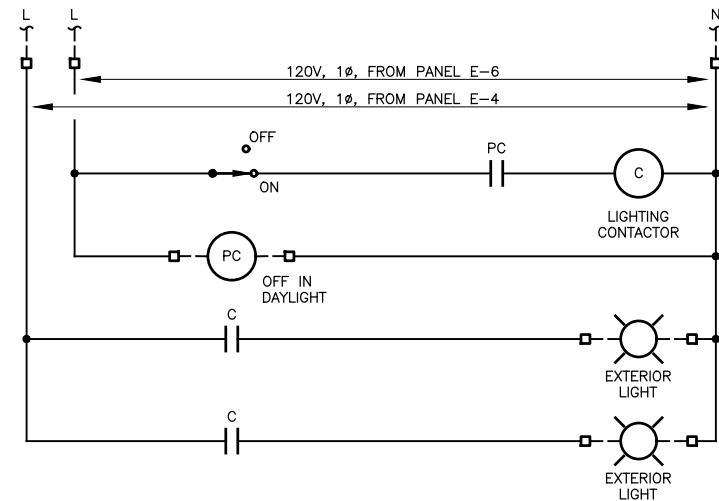 L
L
N
120V, 1ø, FROM PANEL E-6
120V, 1ø, FROM PANEL E-4
OFF
ON
PC
C
LIGHTING
CONTACTOR
PC
OFF IN
DAYLIGHT
C
EXTERIOR
LIGHT
C
EXTERIOR
LIGHT